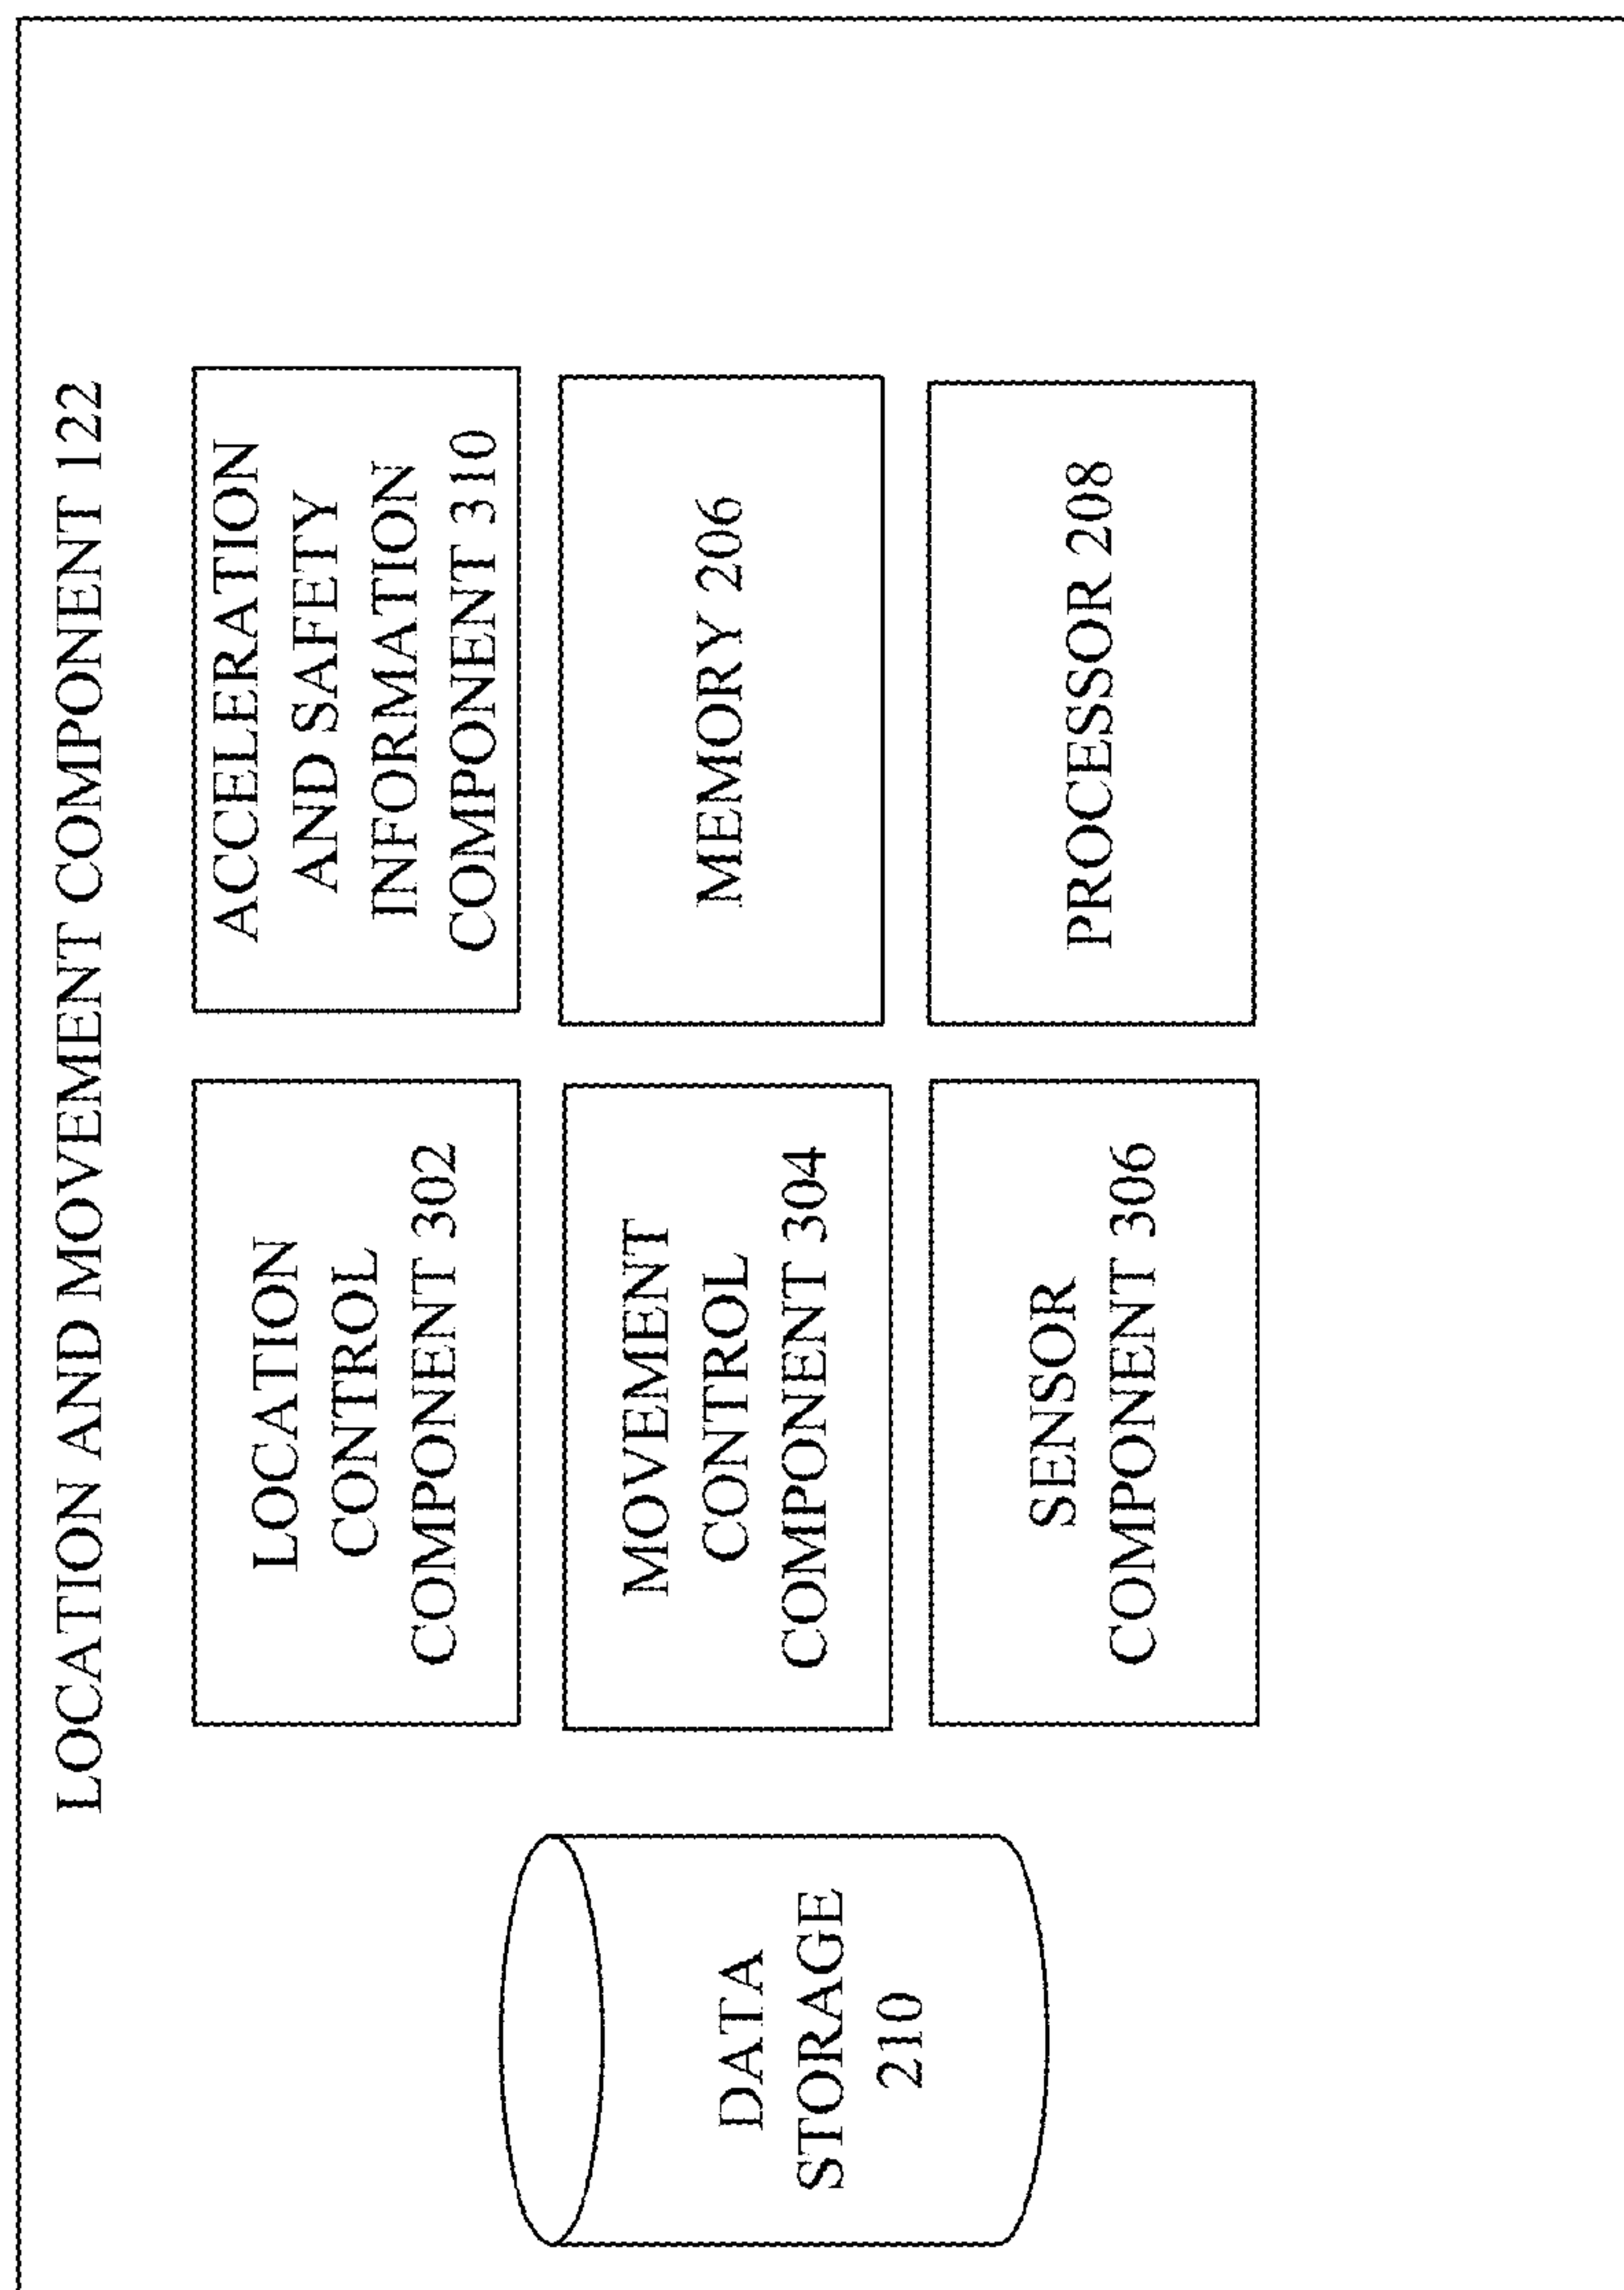 LOCATION AND MOVEMENT COMPONENT 122
DATA
STORAGE
210
LOCATION
CONTROL
COMPONENT 302
MOVEMENT
CONTROL
COMPONENT 304
SENSOR
COMPONENT 306
ACCELERATION
AND SAFETY
INFORMATION
COMPONENT 310
MEMORY 206
PROCESSOR 208